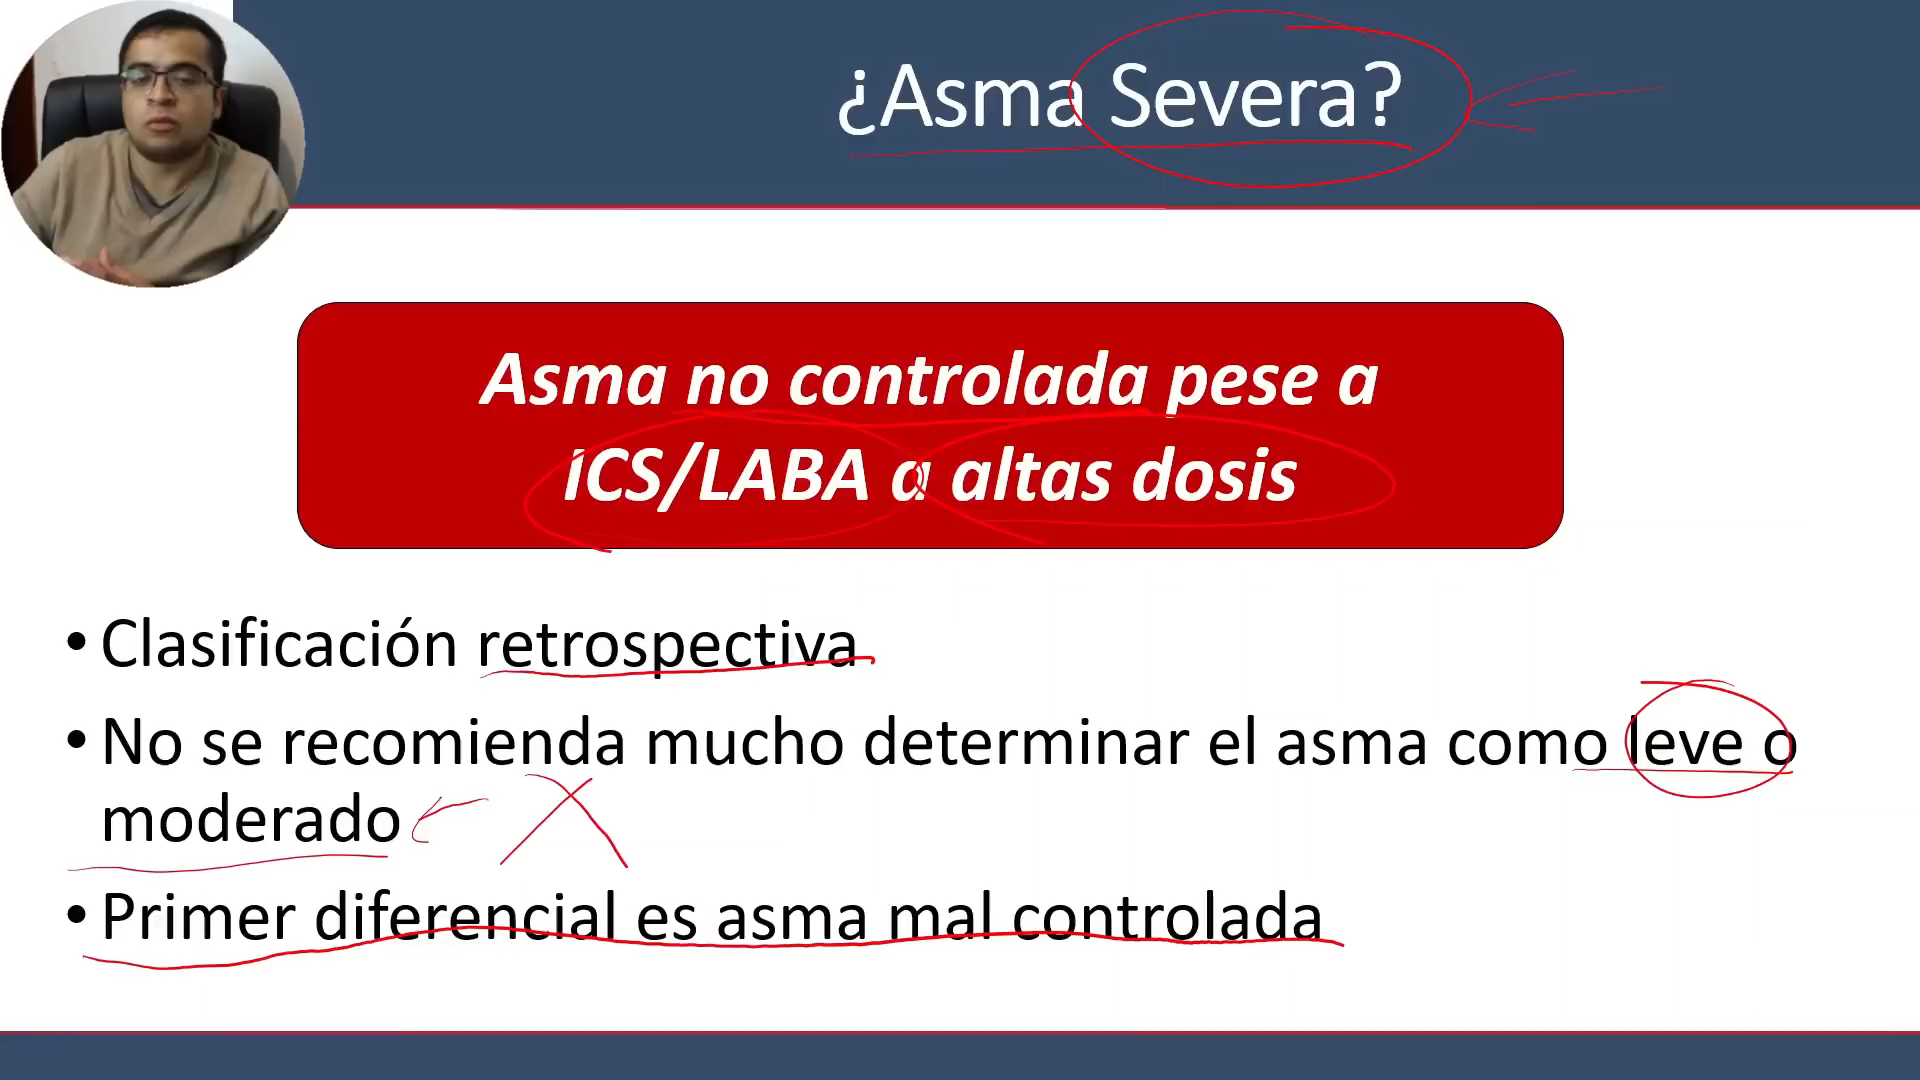 ¿Asma Severa?
Asma no controlada pese a
ICS/LABA a altas dosis
• Clasificación retrospectiva
• No se recomienda mucho determinar el asma como leve o
moderado
• Primer diferencial es asma mal controlada